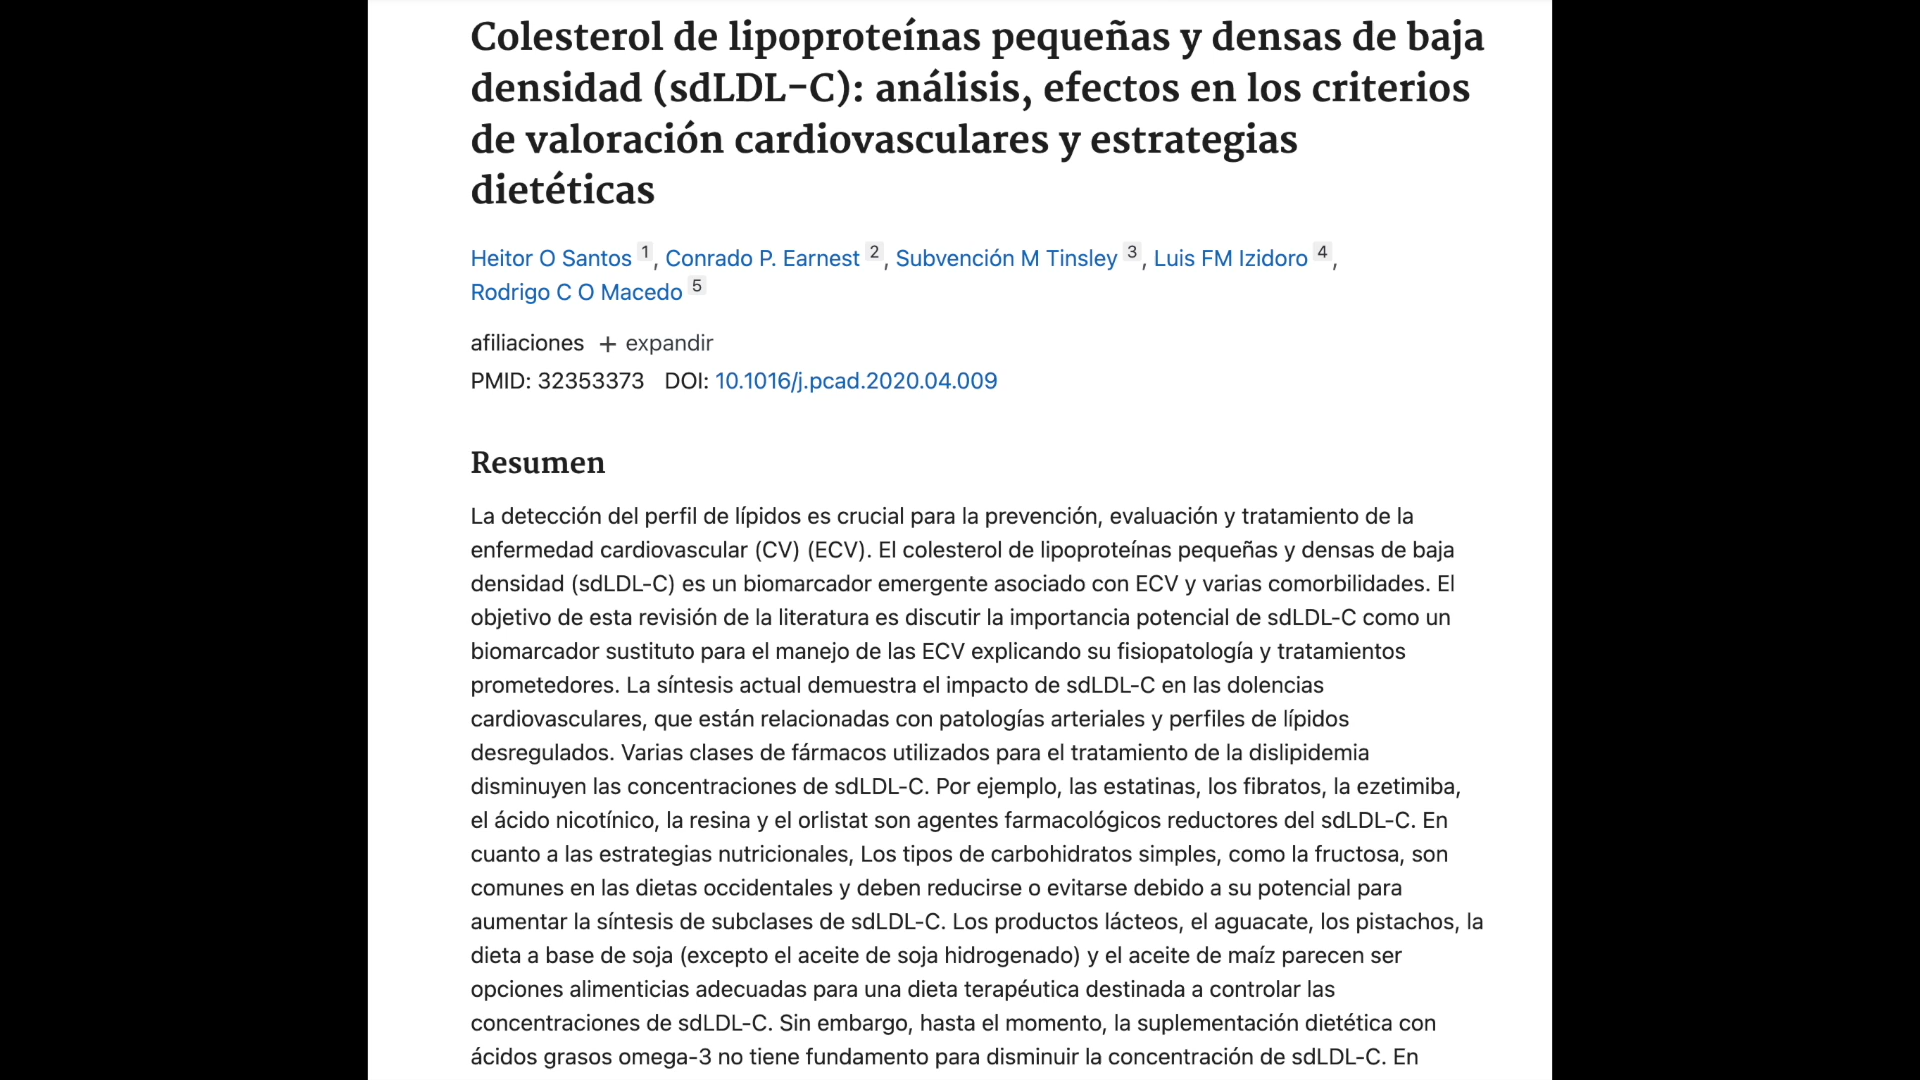 Colesterol de lipoproteínas pequeñas y densas de baja
densidad (sdLDL-C): análisis, efectos en los criterios
de valoración cardiovasculares y estrategias
dietéticas
Heitor O Santos 1, Conrado P. Earnest 2, Subvención M Tinsley 3, Luis FM Izidoro 4,
Rodrigo C O Macedo 5
afiliaciones + expandir
PMID: 32353373 DOI: 10.1016/j.pcad.2020.04.009
Resumen
La detección del perfil de lípidos es crucial para la prevención, evaluación y tratamiento de la
enfermedad cardiovascular (CV) (ECV). El colesterol de lipoproteínas pequeñas y densas de baja
densidad (sdLDL-C) es un biomarcador emergente asociado con ECV y varias comorbilidades. El
objetivo de esta revisión de la literatura es discutir la importancia potencial de sdLDL-C como un
biomarcador sustituto para el manejo de las ECV explicando su fisiopatología y tratamientos
prometedores. La síntesis actual demuestra el impacto de sdLDL-C en las dolencias
cardiovasculares, que están relacionadas con patologías arteriales y perfiles de lípidos
desregulados. Varias clases de fármacos utilizados para el tratamiento de la dislipidemia
disminuyen las concentraciones de sdLDL-C. Por ejemplo, las estatinas, los fibratos, la ezetimiba,
el ácido nicotínico, la resina y el orlistat son agentes farmacológicos reductores del sdLDL-C. En
cuanto a las estrategias nutricionales, Los tipos de carbohidratos simples, como la fructosa, son
comunes en las dietas occidentales y deben reducirse o evitarse debido a su potencial para
aumentar la síntesis de subclases de sdLDL-C. Los productos lácteos, el aguacate, los pistachos, la
dieta a base de soja (excepto el aceite de soja hidrogenado) y el aceite de maíz parecen ser
opciones alimenticias adecuadas para una dieta terapéutica destinada a controlar las
concentraciones de sdLDL-C. Sin embargo, hasta el momento, la suplementación dietética con
ácidos grasos omega-3 no tiene fundamento para disminuir la concentración de sdLDL-C. En